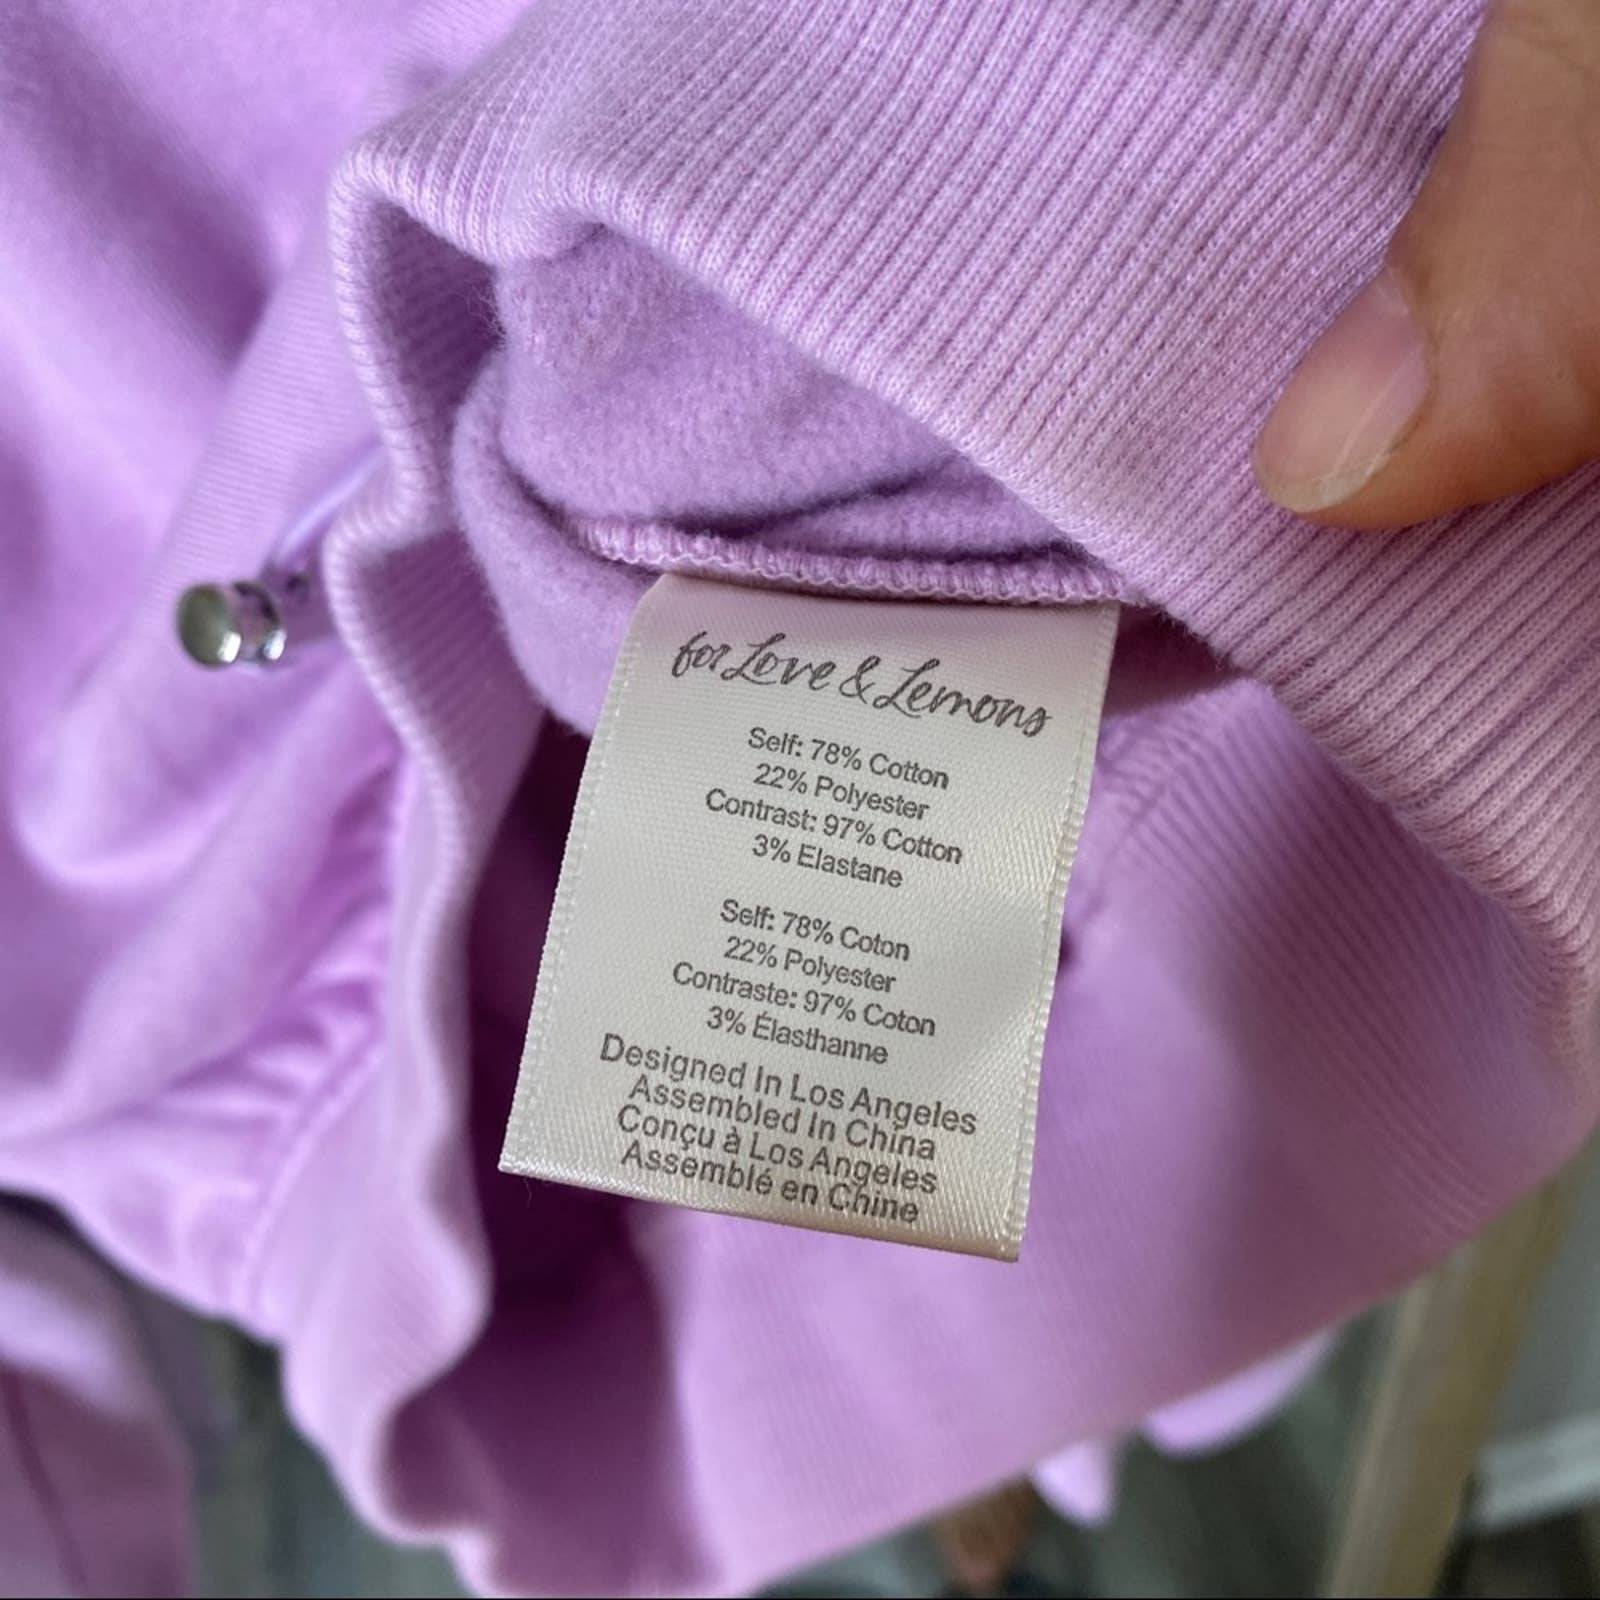 for Love & Lemons
Self: 78% Cotton
22% Polyester
Contrast: 97% Cotton
3% Elastane
Self: 78% Coton
22% Polyester
Contraste: 97% Coton
3% Élasthanne
Designed In Los Angeles
Assembled In China
Conçu à Los Angeles
Assemblé en Chine